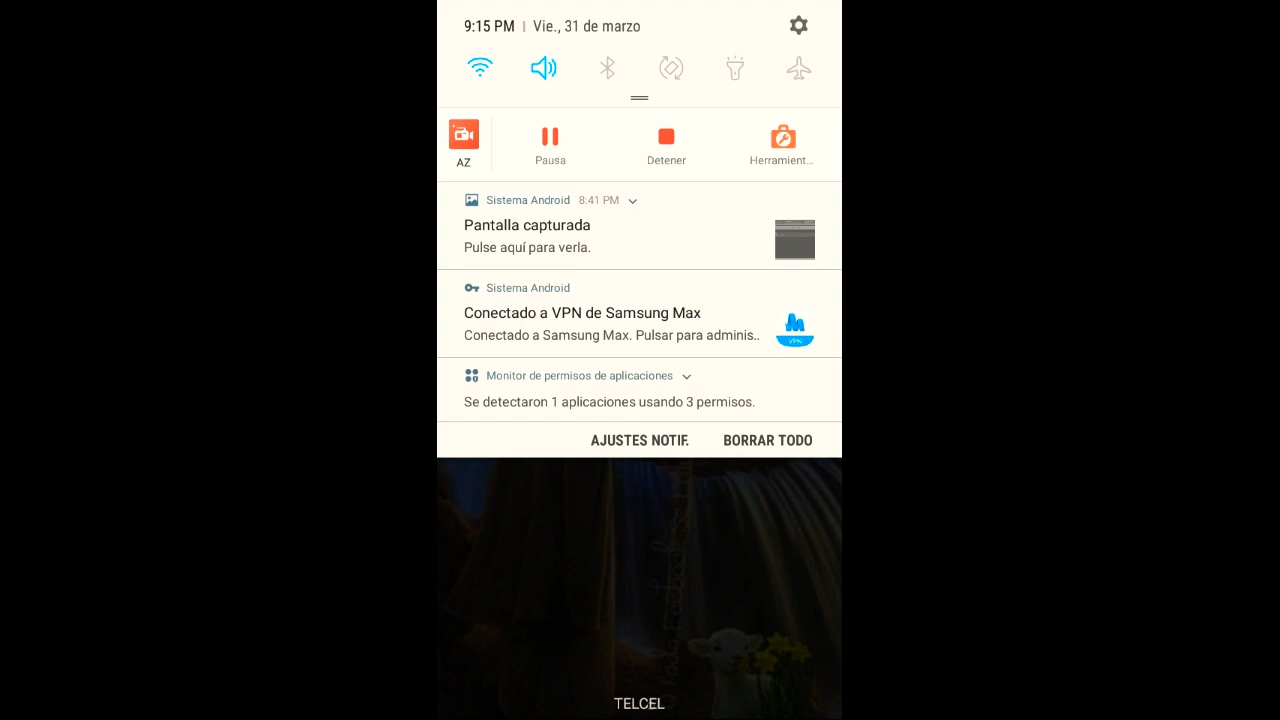 9:15 PM | Vie., 31 de marzo
AZ
Pausa
Detener
Herramient...
Sistema Android 8:41 PM
Pantalla capturada
Pulse aquí para verla.
Sistema Android
Conectado a VPN de Samsung Max
Conectado a Samsung Max. Pulsar para adminis..
VPN
Monitor de permisos de aplicaciones
Se detectaron 1 aplicaciones usando 3 permisos.
AJUSTES NOTIF.
BORRAR TODO
TELCEL